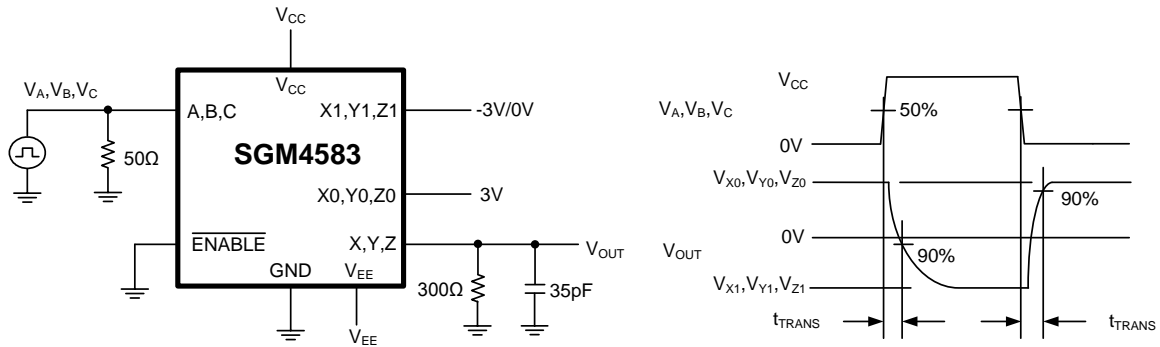 VCC
VA,VB,VC
VCC
A,B,C
X1,Y1,Z1
-3V/0V
50Ω
SGM4583
X0,Y0,Z0
3V
ENABLE
X,Y,Z
VOUT
GND
VEE
300Ω
35pF
VEE
VCC
VA,VB,VC
50%
0V
VX0,VY0,VZ0
90%
0V
VOUT
90%
VX1,VY1,VZ1
tTRANS
tTRANS